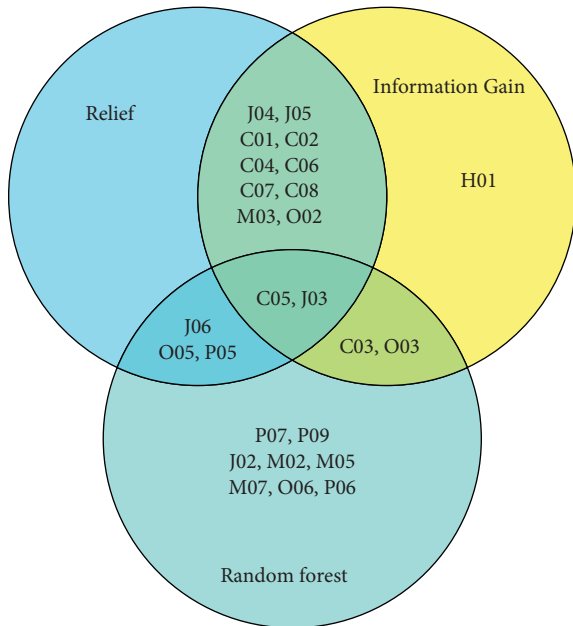 Relief
Information Gain
J04, J05
C01, C02
C04, C06
C07, C08
M03, O02
H01
C05, J03
J06
O05, P05
C03, O03
P07, P09
J02, M02, M05
M07, O06, P06
Random forest